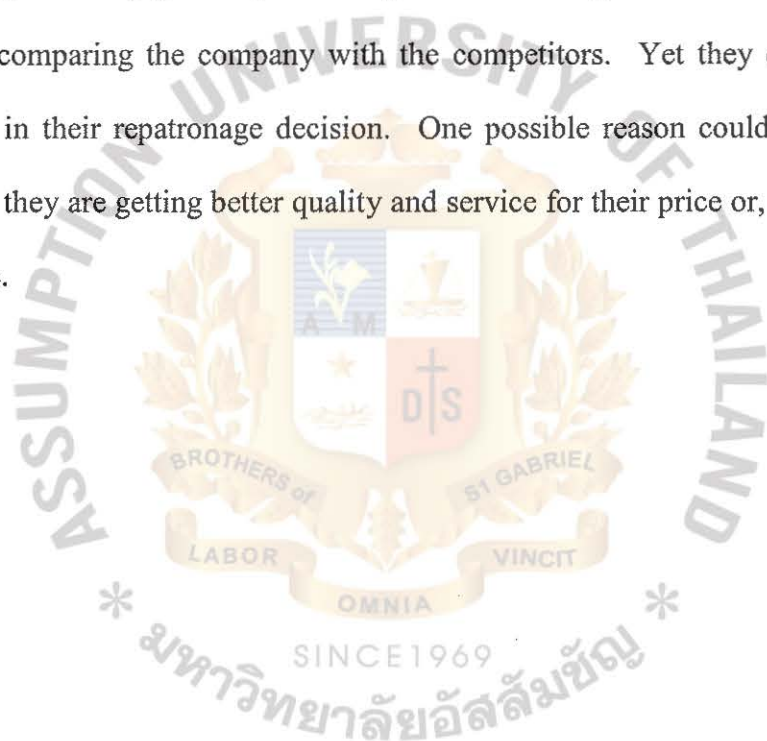 comparing the company with the competitors. Yet they
in their repatronage decision. One possible reason could
they are getting better quality and service for their price or,
ASSUMPTION UNIVERSITY OF THAILAND
A M
D S
BROTHERS of ST GABRIEL
LABOR OMNIA VINCIT
SINCE 1969
* มหาวิทยาลัยอัสสัมชัญ *